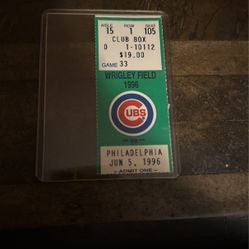 AISLE ROW SEAT
15 1 105
CLUB BOX
D 1-10112
$19.00
GAME 33
WRIGLEY FIELD
1996
CUBS
VS
PHILADELPHIA
JUN 5, 1996
ADMIT ONE